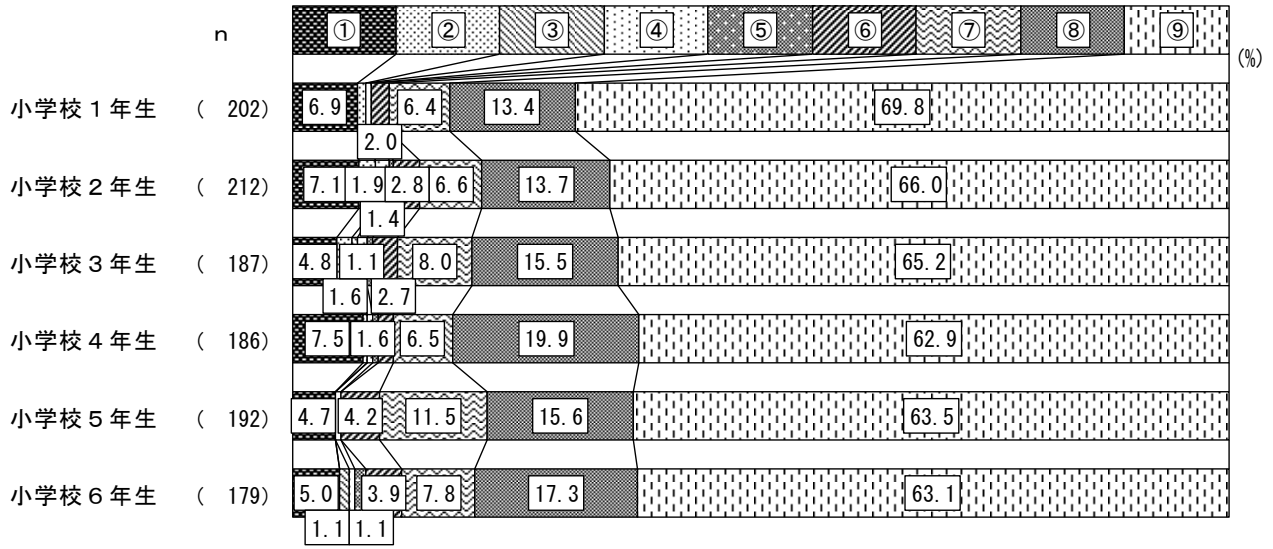 n ① ② ③ ④ ⑤ ⑥ ⑦ ⑧ ⑨
(%)
小学校1年生 ( 202) 6.9 6.4 13.4 69.8
2.0
小学校2年生 ( 212) 7.1 1.9 2.8 6.6 13.7 66.0
1.4
小学校3年生 ( 187) 4.8 1.1 8.0 15.5 65.2
1.6 2.7
小学校4年生 ( 186) 7.5 1.6 6.5 19.9 62.9
小学校5年生 ( 192) 4.7 4.2 11.5 15.6 63.5
小学校6年生 ( 179) 5.0 3.9 7.8 17.3 63.1
1.1 1.1